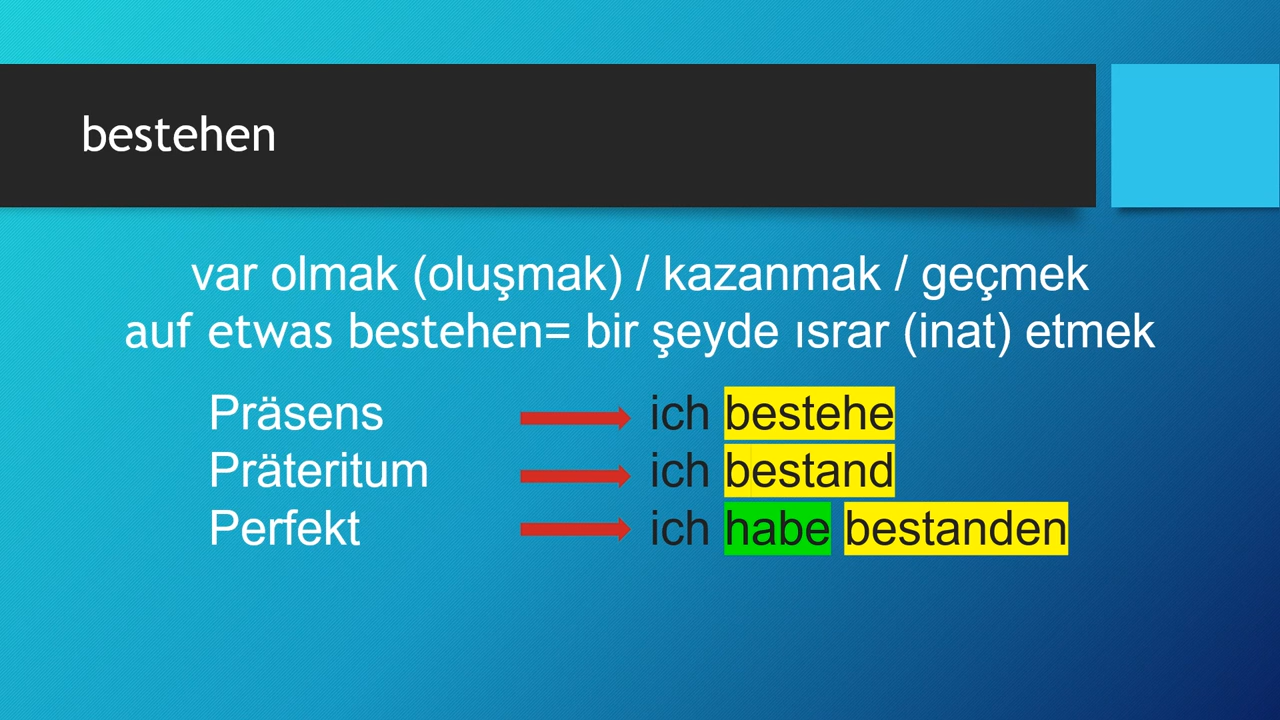 bestehen
var olmak (oluşmak) / kazanmak / geçmek
auf etwas bestehen= bir şeyde ısrar (inat) etmek
Präsens ich bestehe
Präteritum ich bestand
Perfekt ich habe bestanden